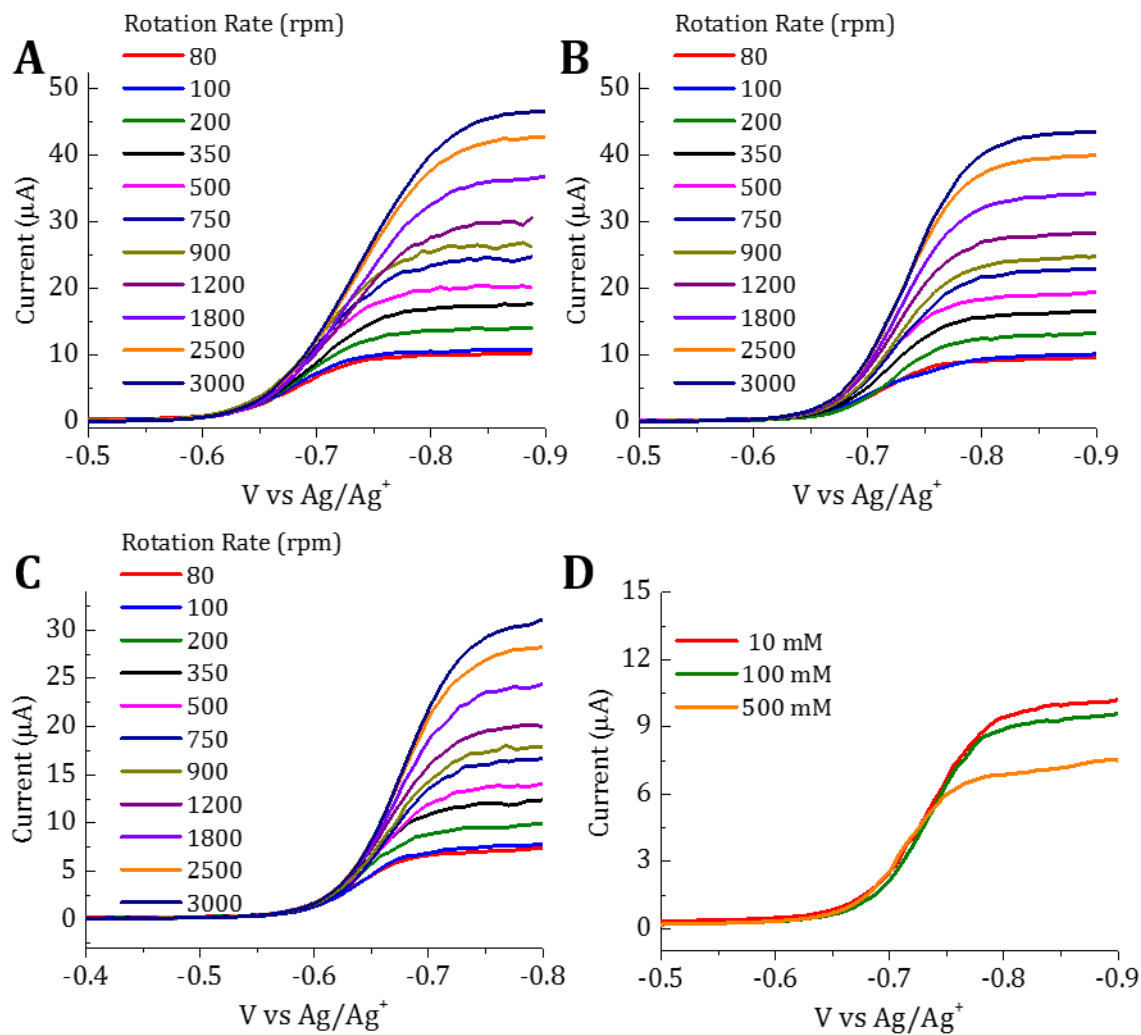 A
Rotation Rate (rpm)
80
100
200
350
500
750
900
1200
1800
2500
3000
50
40
30
20
10
0
Current (µA)
-0.5 -0.6 -0.7 -0.8 -0.9
V vs Ag/Ag⁺
B
Rotation Rate (rpm)
80
100
200
350
500
750
900
1200
1800
2500
3000
50
40
30
20
10
0
Current (µA)
-0.5 -0.6 -0.7 -0.8 -0.9
V vs Ag/Ag⁺
C
Rotation Rate (rpm)
80
100
200
350
500
750
900
1200
1800
2500
3000
30
25
20
15
10
5
0
Current (µA)
-0.4 -0.5 -0.6 -0.7 -0.8
V vs Ag/Ag⁺
D
10 mM
100 mM
500 mM
15
12
9
6
3
0
Current (µA)
-0.5 -0.6 -0.7 -0.8 -0.9
V vs Ag/Ag⁺